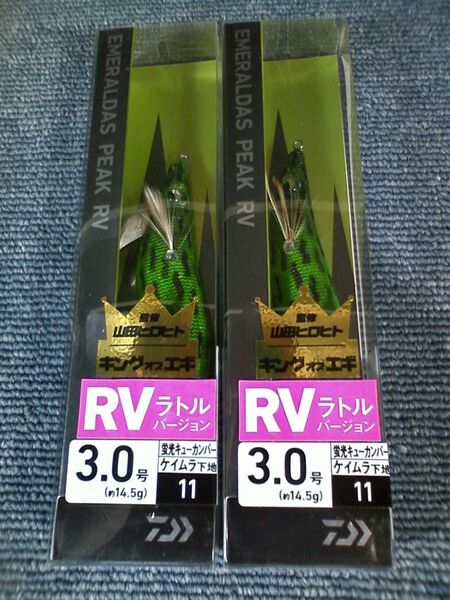 EMERALDAS PEAK RV
監修
山田ヒロヒト
キングオブエギ
RV ラトル
バージョン
3.0号
(約14.5g)
蛍光キューカンバー
ケイムラ下地
11
EMERALDAS PEAK RV
監修
山田ヒロヒト
キングオブエギ
RV ラトル
バージョン
3.0号
(約14.5g)
蛍光キューカンバー
ケイムラ下地
11